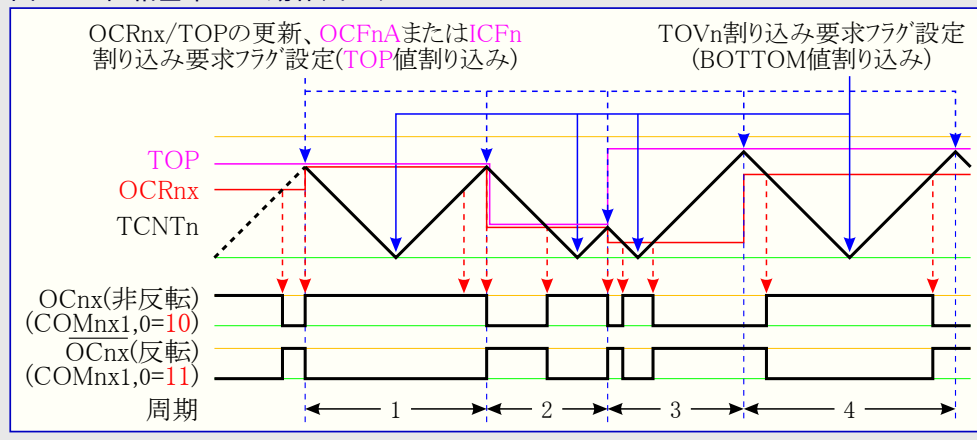 OCRnx/TOPの更新、OCFnAまたはICFn
割り込み要求フラグ設定(TOP値割り込み)
TOVn割り込み要求フラグ設定
(BOTTOM値割り込み)
TOP
OCRnx
TCNTn
OCnx(非反転)
(COMnx1,0=10)
OCnx(反転)
(COMnx1,0=11)
周期
1
2
3
4